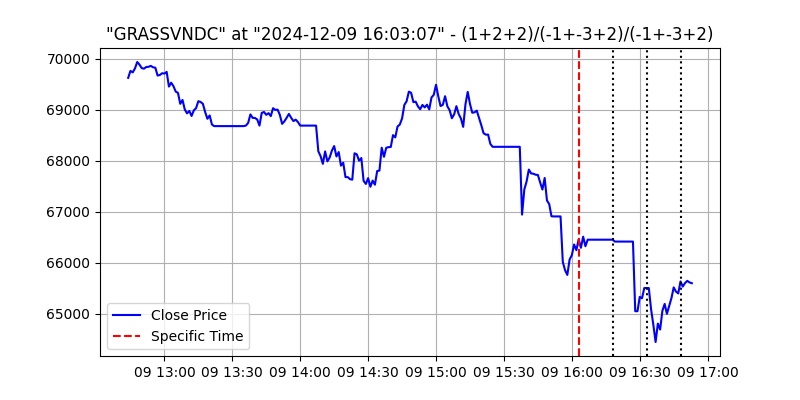 "GRASSVNDC" at "2024-12-09 16:03:07" - (1+2+2)/(-1+-3+2)/(-1+-3+2)
70000
69000
68000
67000
66000
65000
Close Price
Specific Time
09 13:00 09 13:30 09 14:00 09 14:30 09 15:00 09 15:30 09 16:00 09 16:30 09 17:00